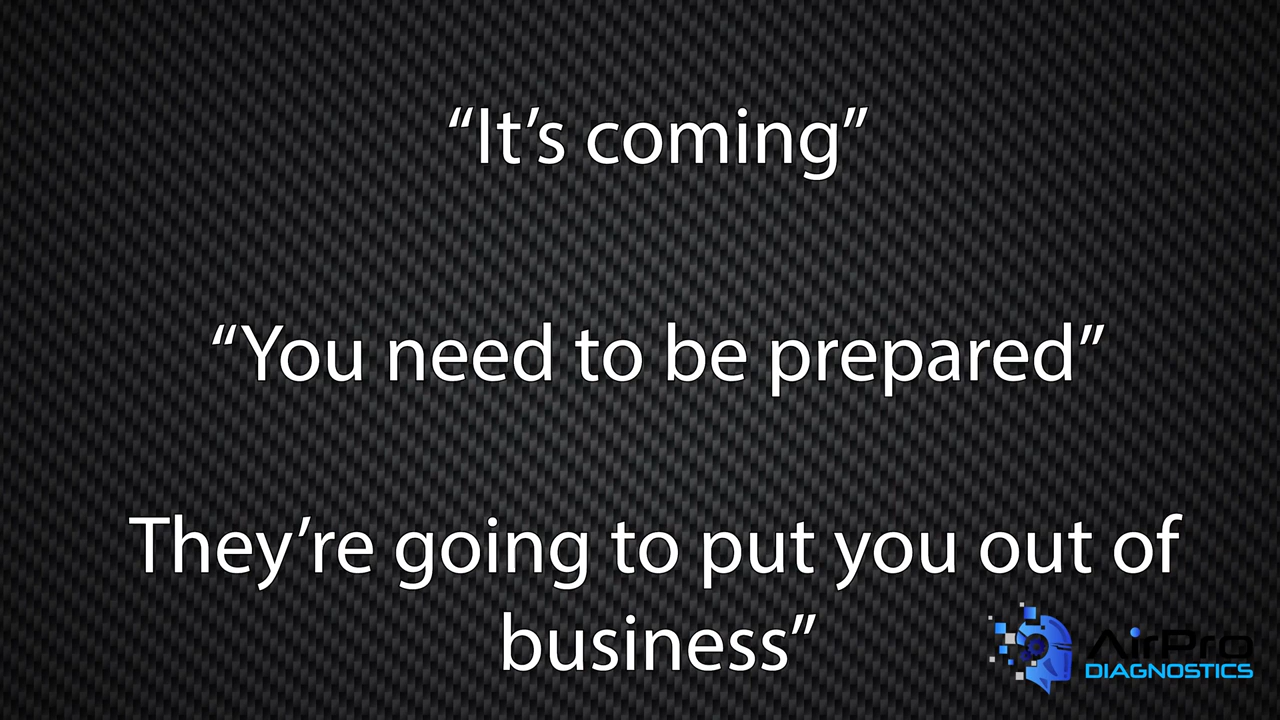 “It’s coming”
“You need to be prepared”
They’re going to put you out of
business”
AirPro
DIAGNOSTICS